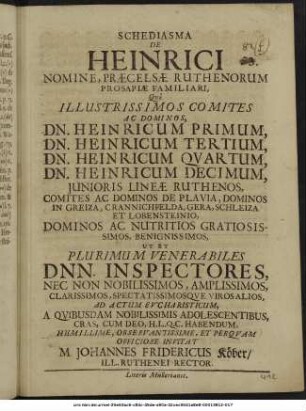 SCHEDIASMA
DE
HEINRICI
NOMINE, PRÆCELSÆ RUTHENORUM
PROSAPIÆ FAMILIARI,
QUô
ILLUSTRISSIMOS COMITES
AC DOMINOS,
DN. HEINRICUM PRIMUM,
DN. HEINRICUM TERTIUM,
DN. HEINRICUM QVARTUM,
DN. HEINRICUM DECIMUM,
JUNIORIS LINEÆ RUTHENOS,
COMITES AC DOMINOS DE PLAVIA, DOMINOS
IN GREIZA, CRANNICHFELDA, GERA, SCHLEIZA
ET LOBENSTEINIO,
DOMINOS AC NUTRITIOS GRATIOSIS-
SIMOS, BENIGNISSIMOS,
UT ET
PLURIMUM VENERABILES
DNN. INSPECTORES,
NEC NON NOBILISSIMOS, AMPLISSIMOS,
CLARISSIMOS, SPECTATISSIMOSQVE VIROS ALIOS,
AD ACTUM EUCHARISTICUM,
A QVIBUSDAM NOBILISSIMIS ADOLESCENTIBUS,
CRAS, CUM DEO, H.L.Q.C. HABENDUM,
HUMILLIME, OBSERVANTISSIME, ET PERQVAM
OFFICIOSE INVITAT
M. JOHANNES FRIDERICUS Köber/
ILL. RUTHENEI RECTOR.
Literis Mülerianis.